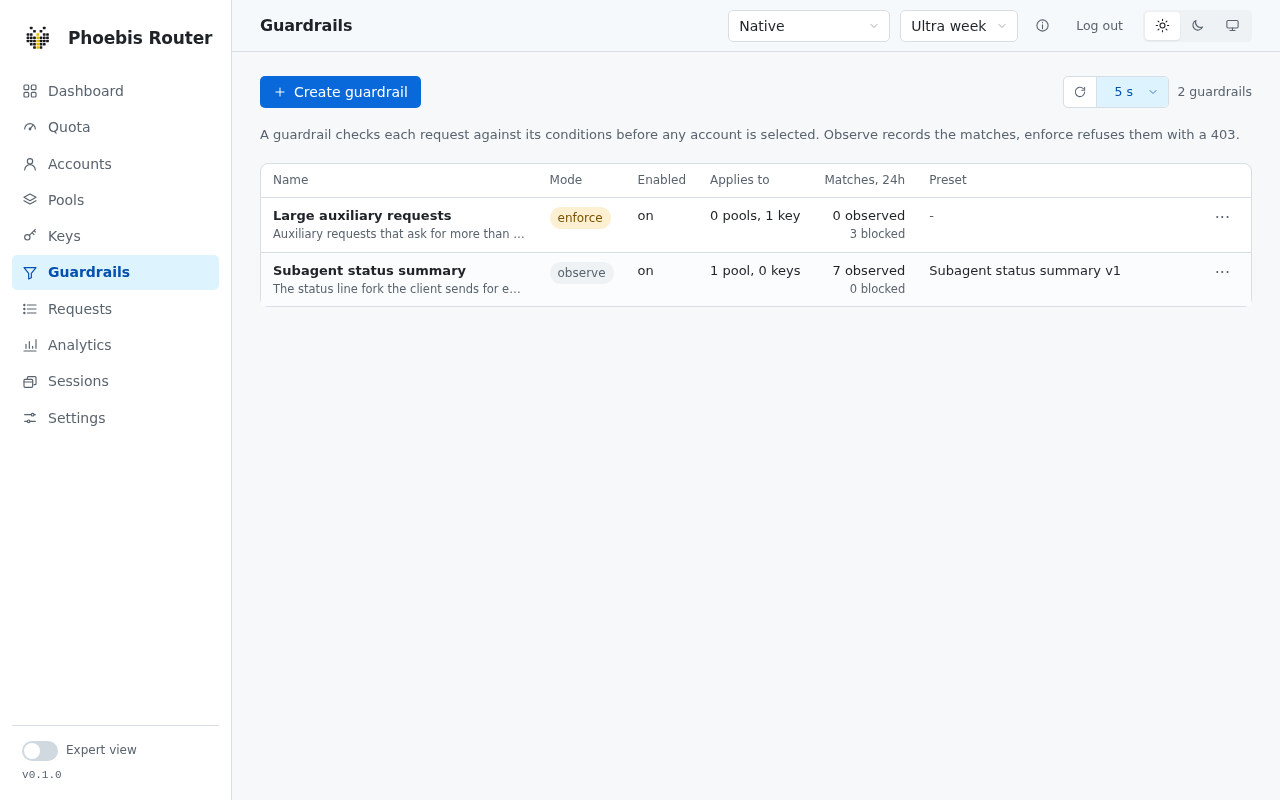 Phoebis Router
Dashboard
Quota
Accounts
Pools
Keys
Guardrails
Requests
Analytics
Sessions
Settings
Expert view
v0.1.0
Guardrails
Native
Ultra week
Log out
Create guardrail
5 s
2 guardrails
A guardrail checks each request against its conditions before any account is selected. Observe records the matches, enforce refuses them with a 403.
Name Mode Enabled Applies to Matches, 24h Preset
Large auxiliary requests enforce on 0 pools, 1 key 0 observed - ...
Auxiliary requests that ask for more than ... 3 blocked
Subagent status summary observe on 1 pool, 0 keys 7 observed Subagent status summary v1 ...
The status line fork the client sends for e... 0 blocked